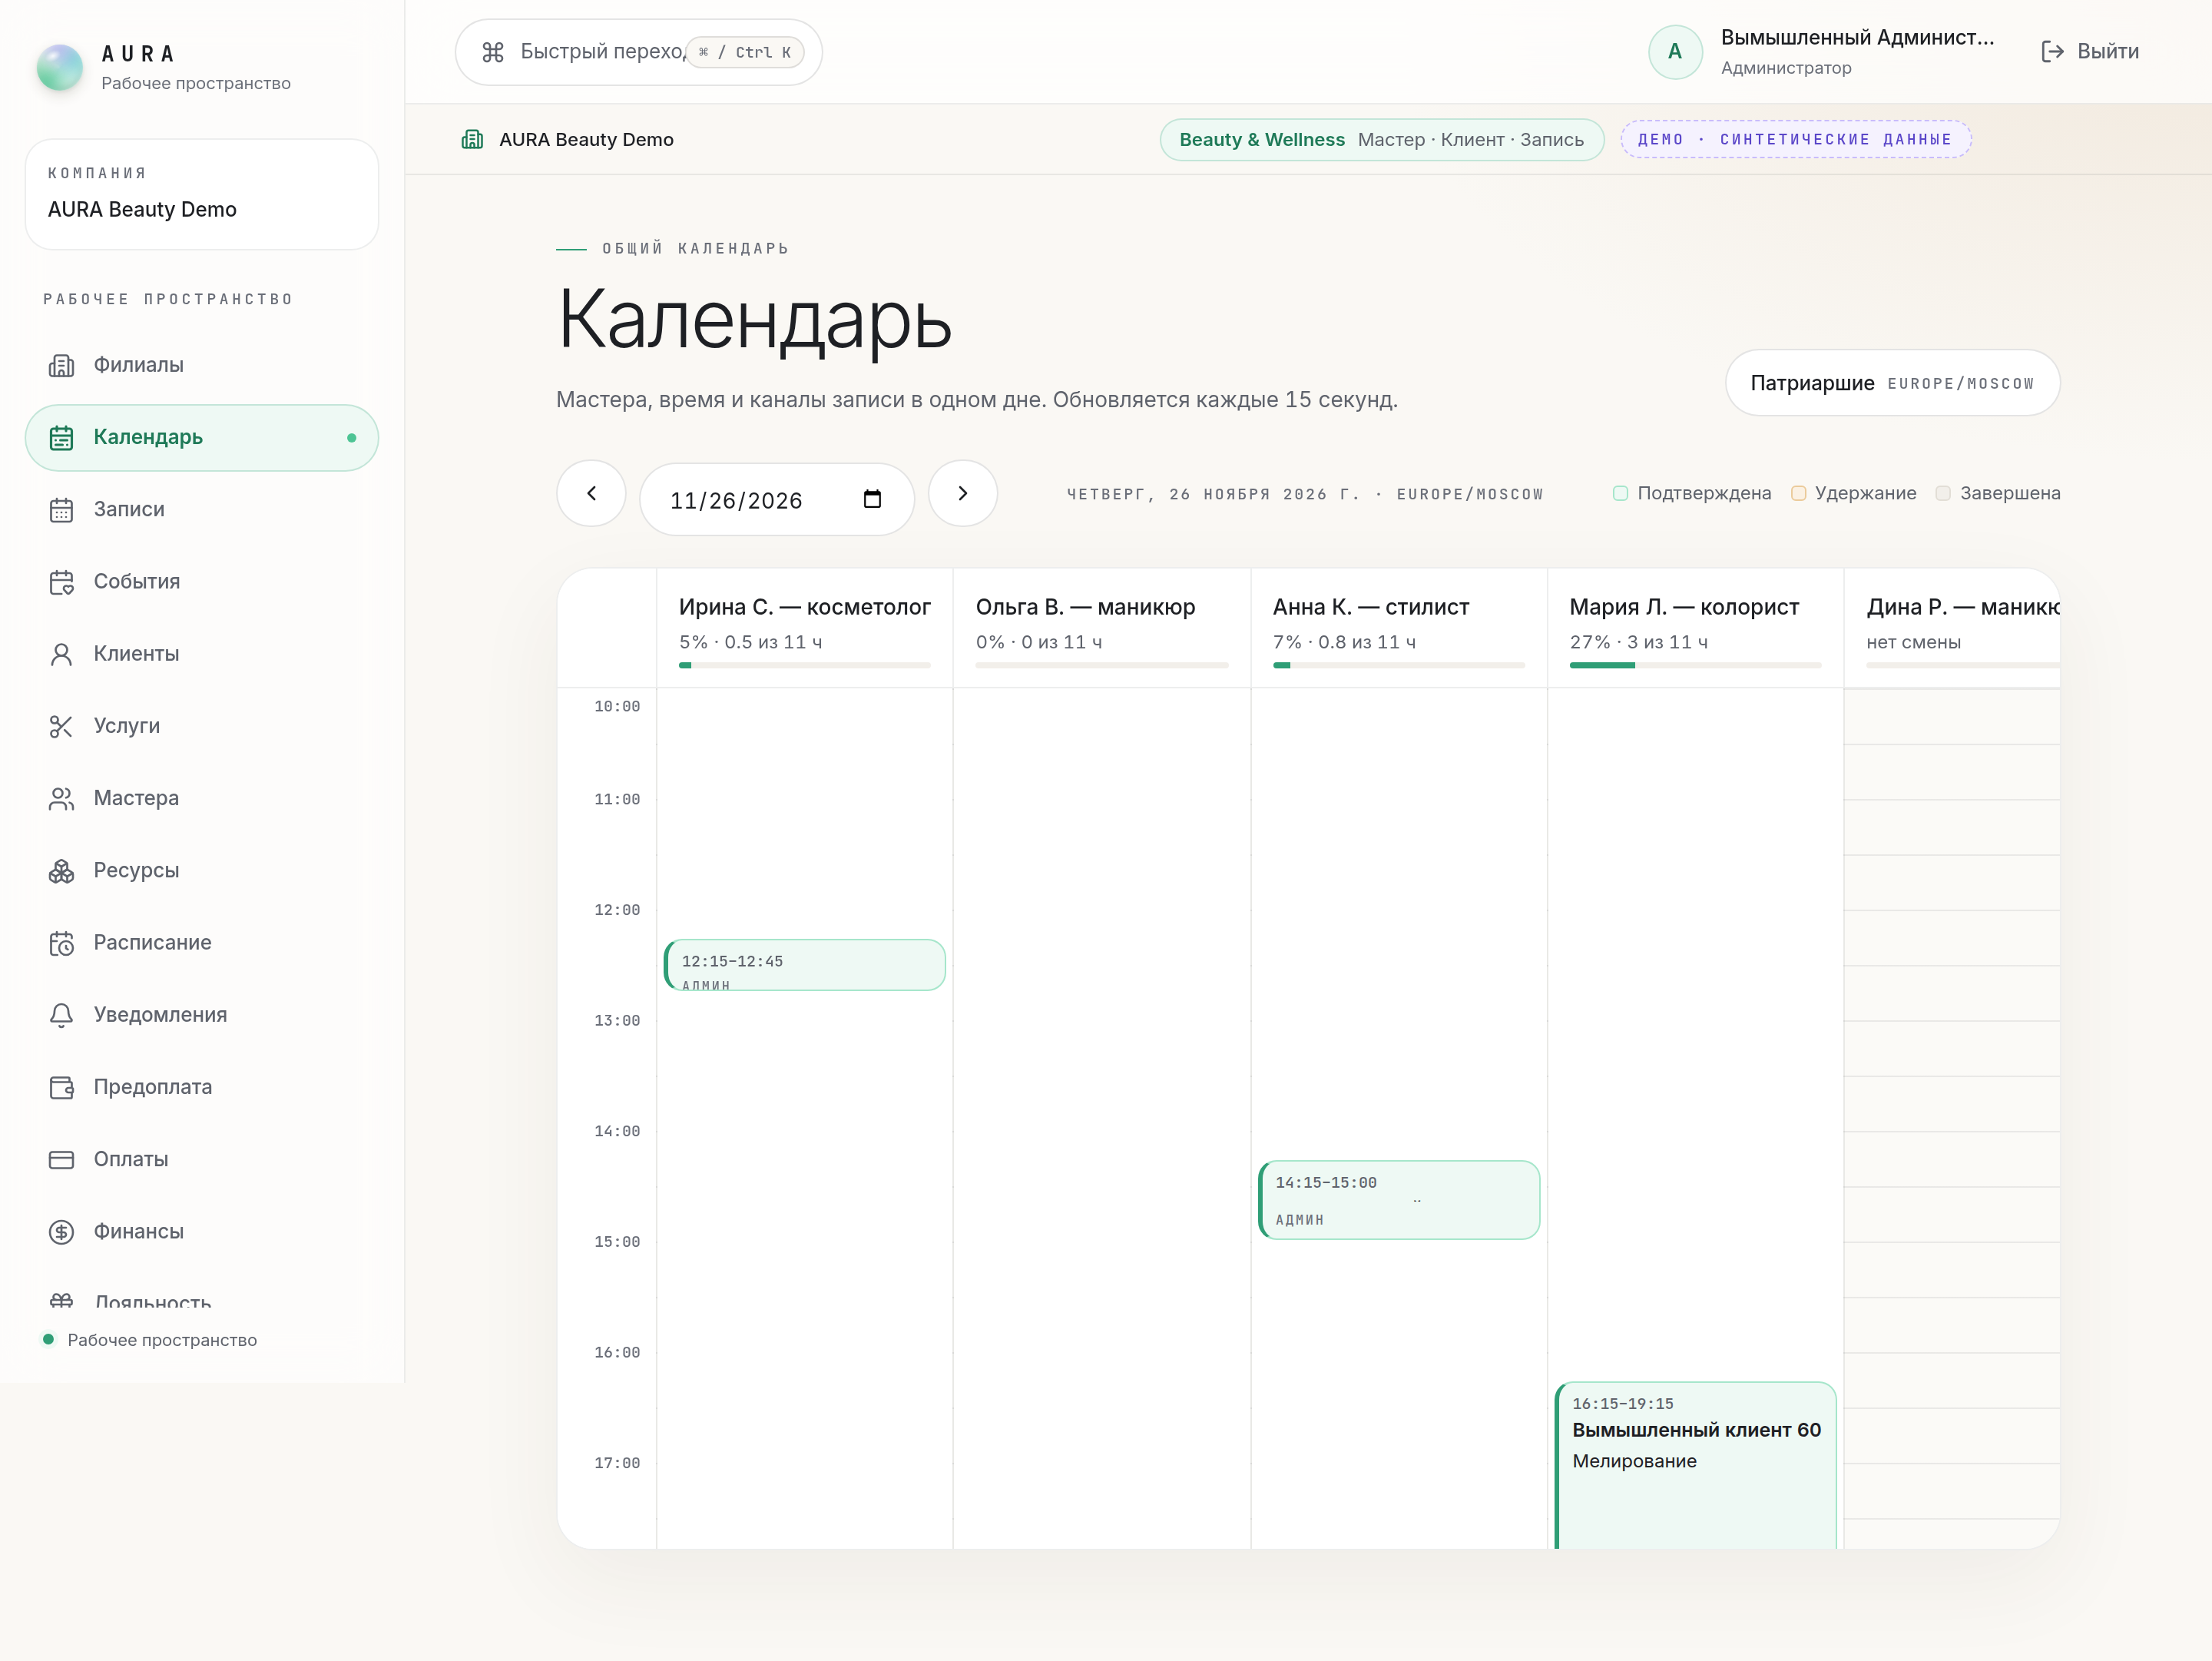 AURA
Рабочее пространство
КОМПАНИЯ
AURA Beauty Demo
РАБОЧЕЕ ПРОСТРАНСТВО
Филиалы
Календарь
Записи
События
Клиенты
Услуги
Мастера
Ресурсы
Расписание
Уведомления
Предоплата
Оплаты
Финансы
Лояльность
Рабочее пространство
Быстрый переход
⌘ / Ctrl K
А
Вымышленный Админист...
Администратор
Выйти
AURA Beauty Demo
Beauty & Wellness Мастер · Клиент · Запись
ДЕМО · СИНТЕТИЧЕСКИЕ ДАННЫЕ
ОБЩИЙ КАЛЕНДАРЬ
Календарь
Мастера, время и каналы записи в одном дне. Обновляется каждые 15 секунд.
Патриаршие EUROPE/MOSCOW
11/26/2026
ЧЕТВЕРГ, 26 НОЯБРЯ 2026 Г. · EUROPE/MOSCOW
Подтверждена
Удержание
Завершена
Ирина С. — косметолог
5% · 0.5 из 11 ч
Ольга В. — маникюр
0% · 0 из 11 ч
Анна К. — стилист
7% · 0.8 из 11 ч
Мария Л. — колорист
27% · 3 из 11 ч
Дина Р. — маникю
нет смены
10:00
11:00
12:00
12:15–12:45
АДМИН
13:00
14:00
14:15–15:00
АДМИН
15:00
16:00
16:15–19:15
Вымышленный клиент 60
Мелирование
17:00